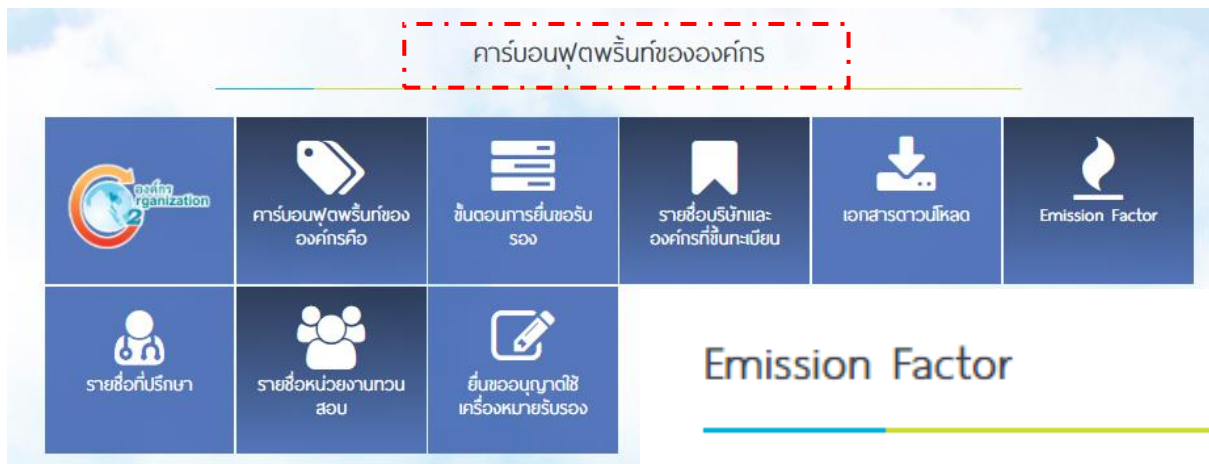 คาร์บอนฟุตพริ้นท์ขององค์กร
องค์กร
rganization
2
คาร์บอนฟุตพริ้นท์ของ
องค์กรคือ
ขั้นตอนการยื่นขอรับ
รอง
รายชื่อบริษัทและ
องค์กรที่ขึ้นทะเบียน
เอกสารดาวน์โหลด
Emission Factor
รายชื่อที่ปรึกษา
รายชื่อหน่วยงานทวน
สอบ
ยื่นขออนุญาตใช้
เครื่องหมายรับรอง
Emission Factor